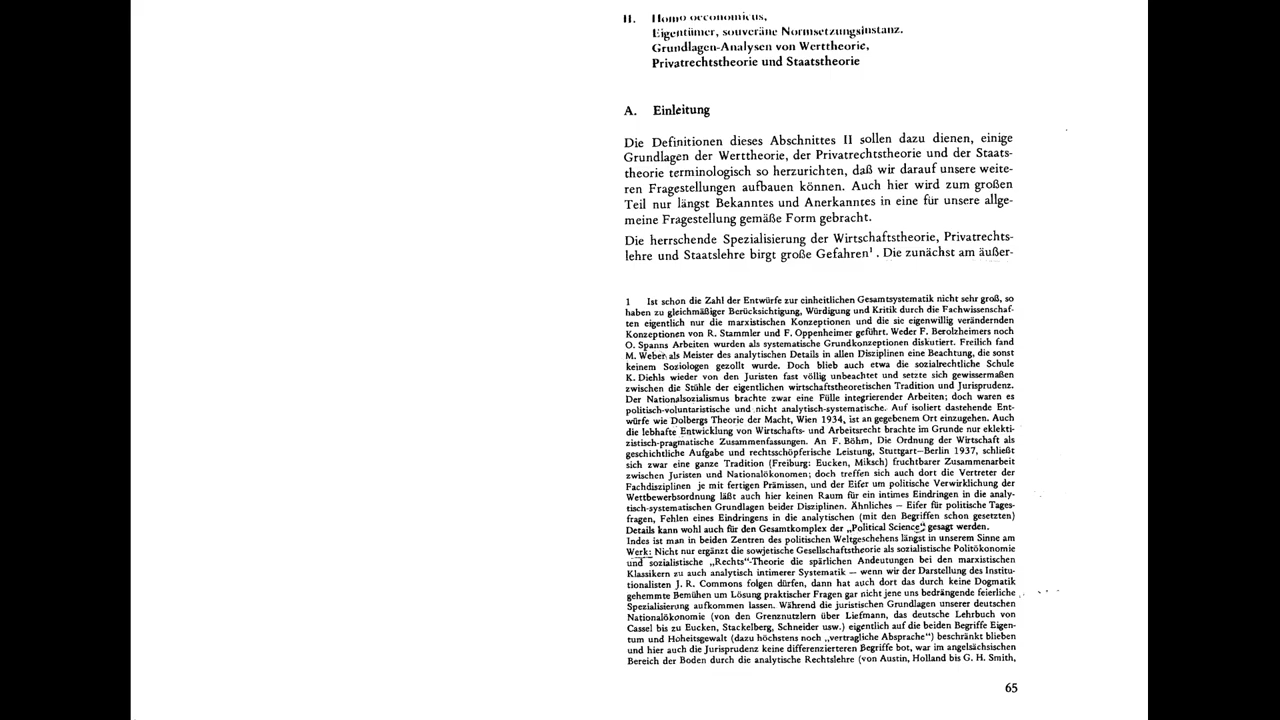 II. Homo oeconomicus,
Eigentümer, souveräne Normsetzungsinstanz.
Grundlagen-Analysen von Werttheorie,
Privatrechtstheorie und Staatstheorie
A. Einleitung
Die Definitionen dieses Abschnittes II sollen dazu dienen, einige
Grundlagen der Werttheorie, der Privatrechtstheorie und der Staats-
theorie terminologisch so herzurichten, daß wir darauf unsere weite-
ren Fragestellungen aufbauen können. Auch hier wird zum großen
Teil nur längst Bekanntes und Anerkanntes in eine für unsere allge-
meine Fragestellung gemäße Form gebracht.
Die herrschende Spezialisierung der Wirtschaftstheorie, Privatrechts-
lehre und Staatslehre birgt große Gefahren¹ . Die zunächst am äußer-
1 Ist schon die Zahl der Entwürfe zur einheitlichen Gesamtsystematik nicht sehr groß, so
haben zu gleichmäßiger Berücksichtigung, Würdigung und Kritik durch die Fachwissenschaf-
ten eigentlich nur die marxistischen Konzeptionen und die sie eigenwillig verändernden
Konzeptionen von R. Stammler und F. Oppenheimer geführt. Weder F. Berolzheimers noch
O. Spanns Arbeiten wurden als systematische Grundkonzeptionen diskutiert. Freilich fand
M. Weber als Meister des analytischen Details in allen Disziplinen eine Beachtung, die sonst
keinem Soziologen gezollt wurde. Doch blieb auch etwa die sozialrechtliche Schule
K. Diehls wieder von den Juristen fast völlig unbeachtet und setzte sich gewissermaßen
zwischen die Stühle der eigentlichen wirtschaftstheoretischen Tradition und Jurisprudenz.
Der Nationalsozialismus brachte zwar eine Fülle integrierender Arbeiten; doch waren es
politisch-voluntaristische und nicht analytisch-systematische. Auf isoliert dastehende Ent-
würfe wie Dolbergs Theorie der Macht, Wien 1934, ist an gegebenem Ort einzugehen. Auch
die lebhafte Entwicklung von Wirtschafts- und Arbeitsrecht brachte im Grunde nur eklekti-
zistisch-pragmatische Zusammenfassungen. An F. Böhm, Die Ordnung der Wirtschaft als
geschichtliche Aufgabe und rechtsschöpferische Leistung, Stuttgart–Berlin 1937, schließt
sich zwar eine ganze Tradition (Freiburg: Eucken, Miksch) fruchtbarer Zusammenarbeit
zwischen Juristen und Nationalökonomen; doch treffen sich auch dort die Vertreter der
Fachdisziplinen je mit fertigen Prämissen, und der Eifer um politische Verwirklichung der
Wettbewerbsordnung läßt auch hier keinen Raum für ein intimes Eindringen in die analy-
tisch-systematischen Grundlagen beider Disziplinen. Ähnliches – Eifer für politische Tages-
fragen, Fehlen eines Eindringens in die analytischen (mit den Begriffen schon gesetzten)
Details kann wohl auch für den Gesamtkomplex der „Political Science“ gesagt werden.
Indes ist man in beiden Zentren des politischen Weltgeschehens längst in unserem Sinne am
Werk: Nicht nur ergänzt die sowjetische Gesellschaftstheorie als sozialistische Politökonomie
und sozialistische „Rechts“-Theorie die spärlichen Andeutungen bei den marxistischen
Klassikern zu auch analytisch intimerer Systematik – wenn wir der Darstellung des Institu-
tionalisten J. R. Commons folgen dürfen, dann hat auch dort das durch keine Dogmatik
gehemmte Bemühen um Lösung praktischer Fragen gar nicht jene uns bedrängende feierliche
Spezialisierung aufkommen lassen. Während die juristischen Grundlagen unserer deutschen
Nationalökonomie (von den Grenznutzlern über Liefmann, das deutsche Lehrbuch von
Cassel bis zu Eucken, Stackelberg, Schneider usw.) eigentlich auf die beiden Begriffe Eigen-
tum und Hoheitsgewalt (dazu höchstens noch „vertragliche Absprache“) beschränkt blieben
und hier auch die Jurisprudenz keine differenzierteren Begriffe bot, war im angelsächsischen
Bereich der Boden durch die analytische Rechtslehre (von Austin, Holland bis G. H. Smith,
65